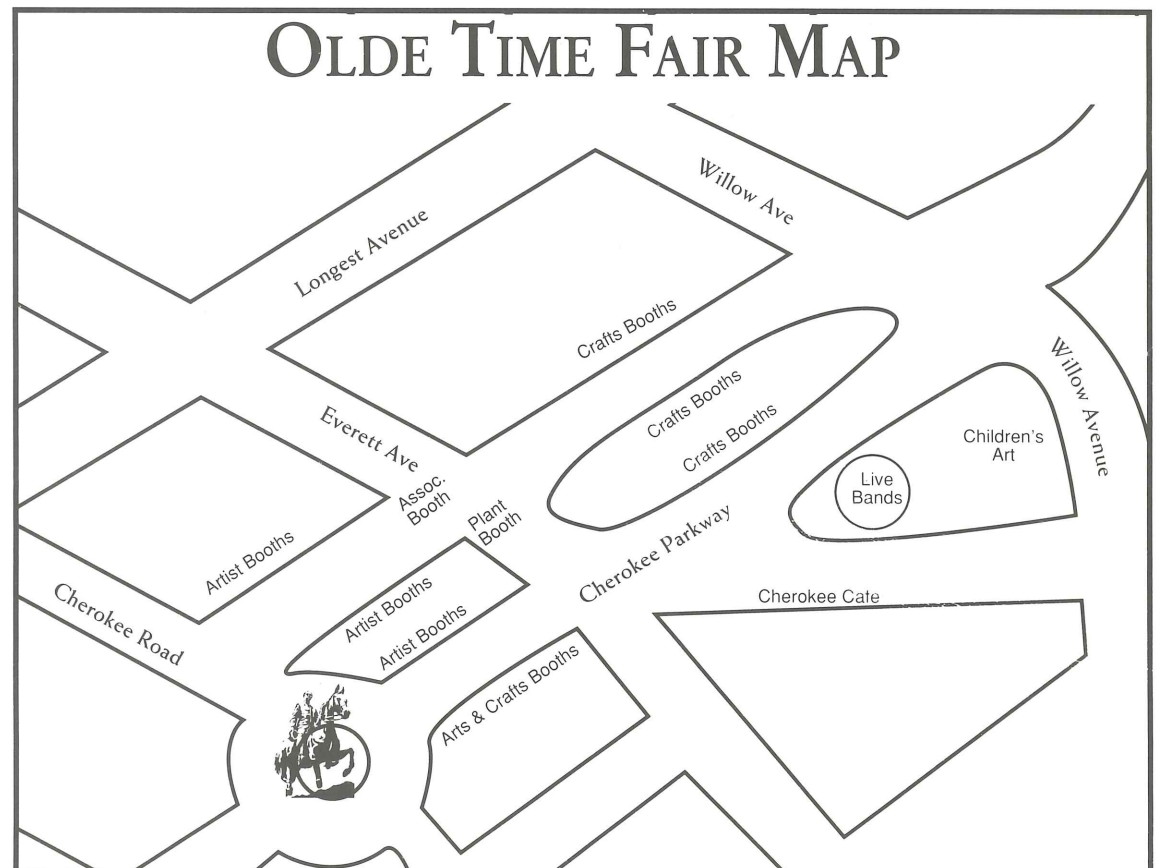 OLDE TIME FAIR MAP
Willow Ave
Longest Avenue
Crafts Booths
Crafts Booths
Crafts Booths
Willow Avenue
Everett Ave
Children's
Art
Live
Bands
Assoc.
Booth
Plant
Booth
Artist Booths
Cherokee Parkway
Artist Booths
Artist Booths
Cherokee Road
Cherokee Cafe
Arts & Crafts Booths